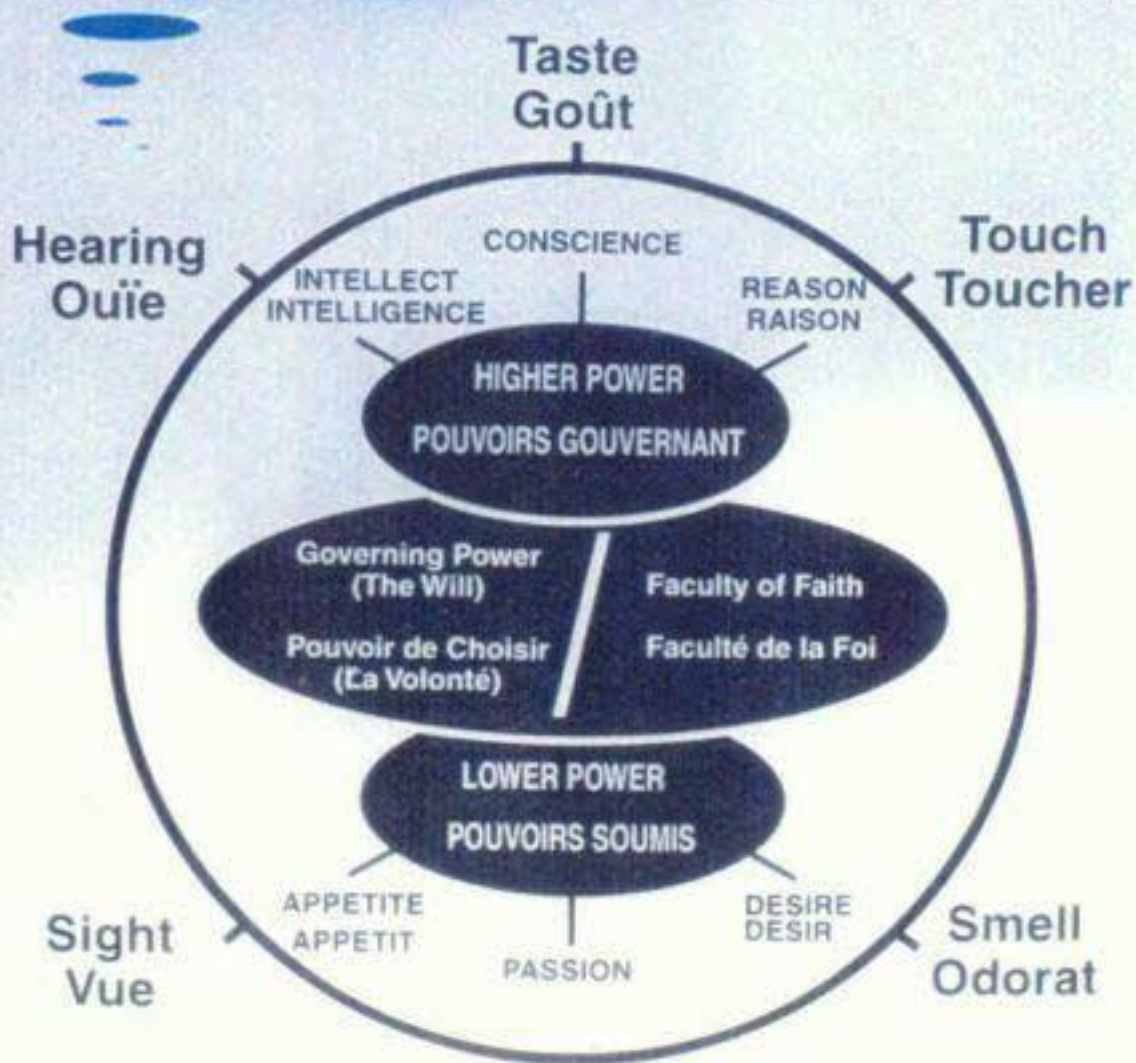 Taste
Goût
Hearing
Ouïe
Touch
Toucher
CONSCIENCE
INTELLECT
INTELLIGENCE
REASON
RAISON
HIGHER POWER
POUVOIRS GOUVERNANT
Governing Power
(The Will)
Pouvoir de Choisir
(La Volonté)
Faculty of Faith
Faculté de la Foi
LOWER POWER
POUVOIRS SOUMIS
APPETITE
APPETIT
PASSION
DESIRE
DESIR
Sight
Vue
Smell
Odorat